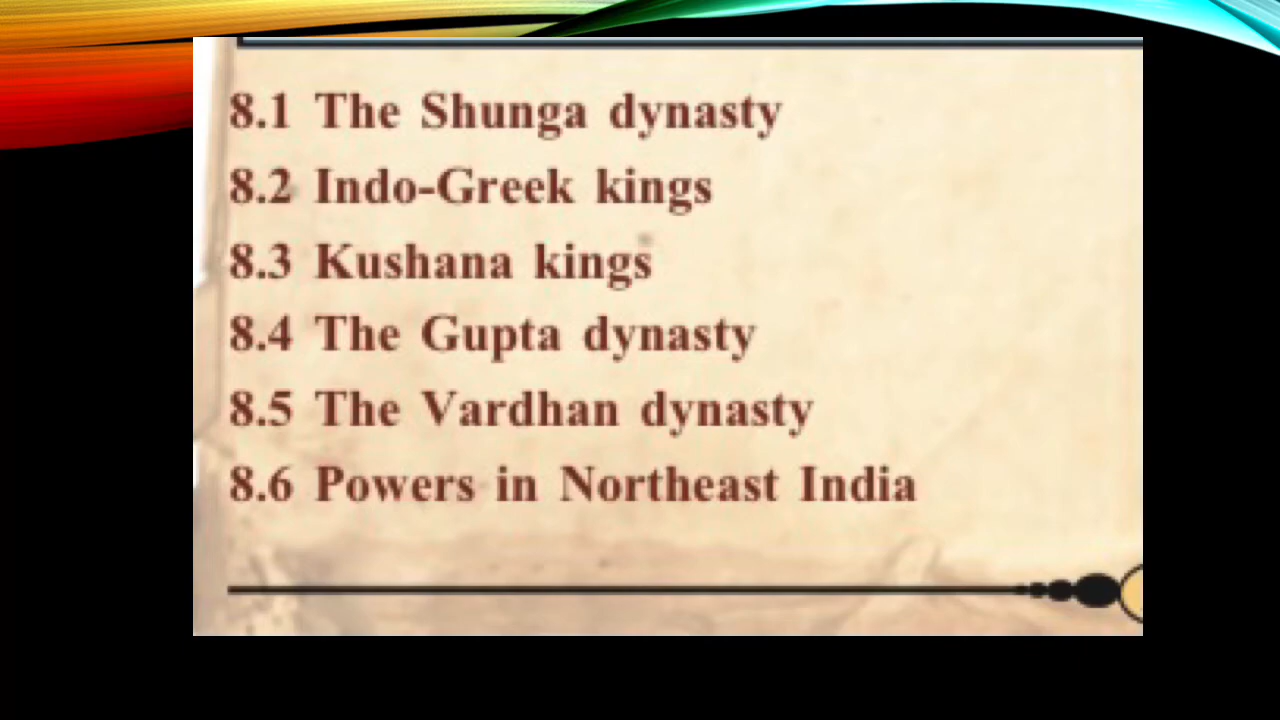 8.1 The Shunga dynasty
8.2 Indo-Greek kings
8.3 Kushana kings
8.4 The Gupta dynasty
8.5 The Vardhan dynasty
8.6 Powers in Northeast India